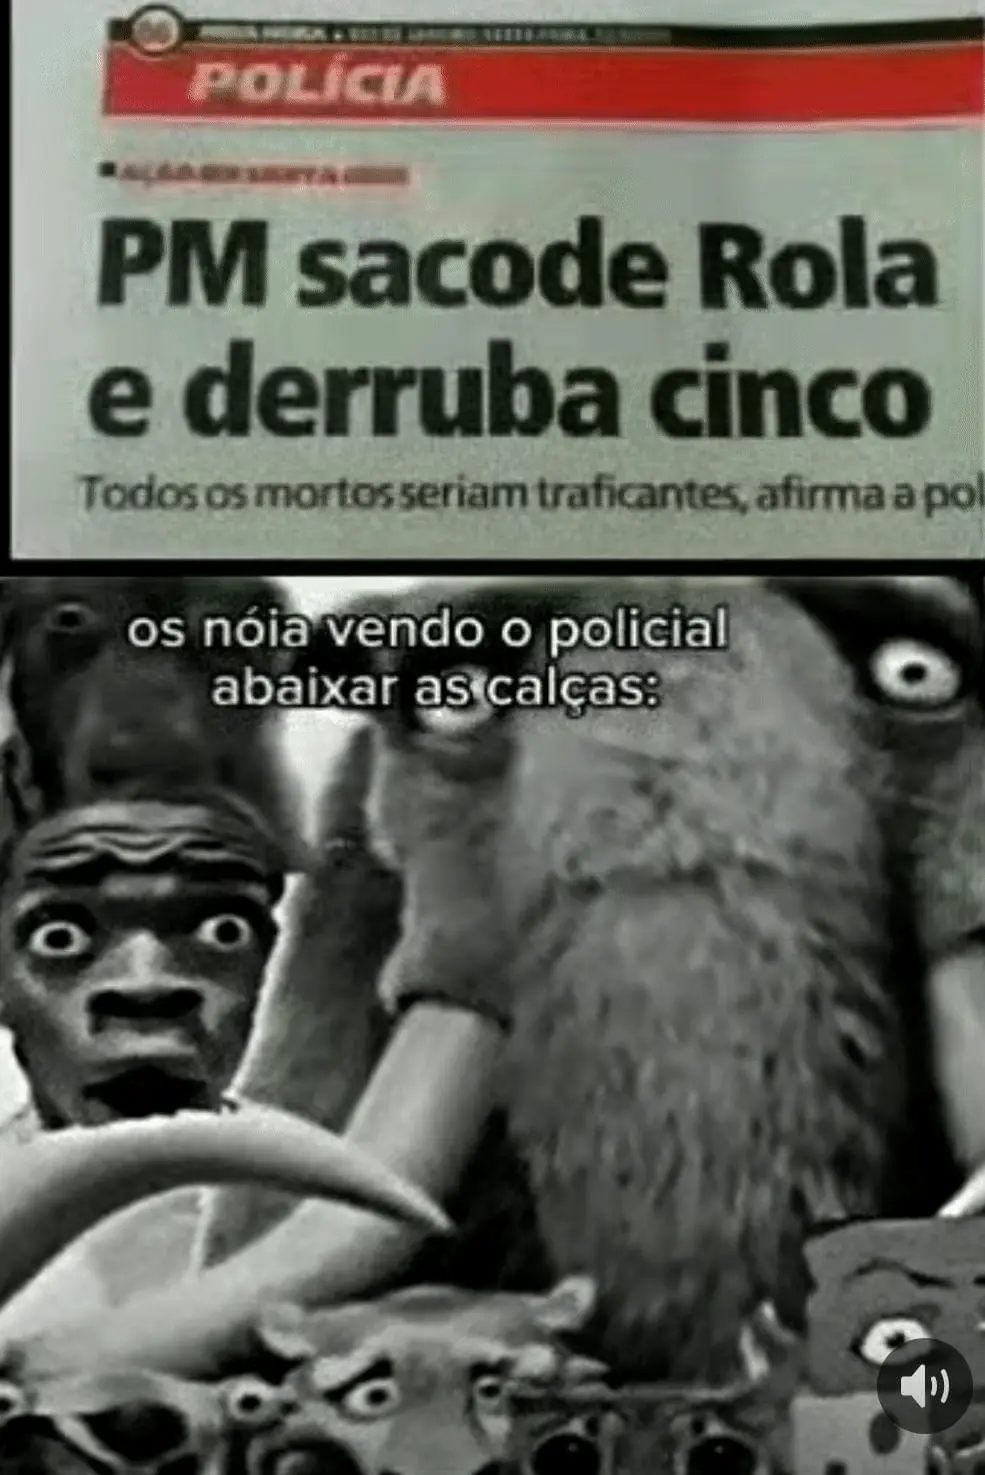 POLÍCIA
PM sacode Rola
e derruba cinco
Todos os mortos seriam traficantes, afirma a pol
os nóia vendo o policial
abaixar as calças: